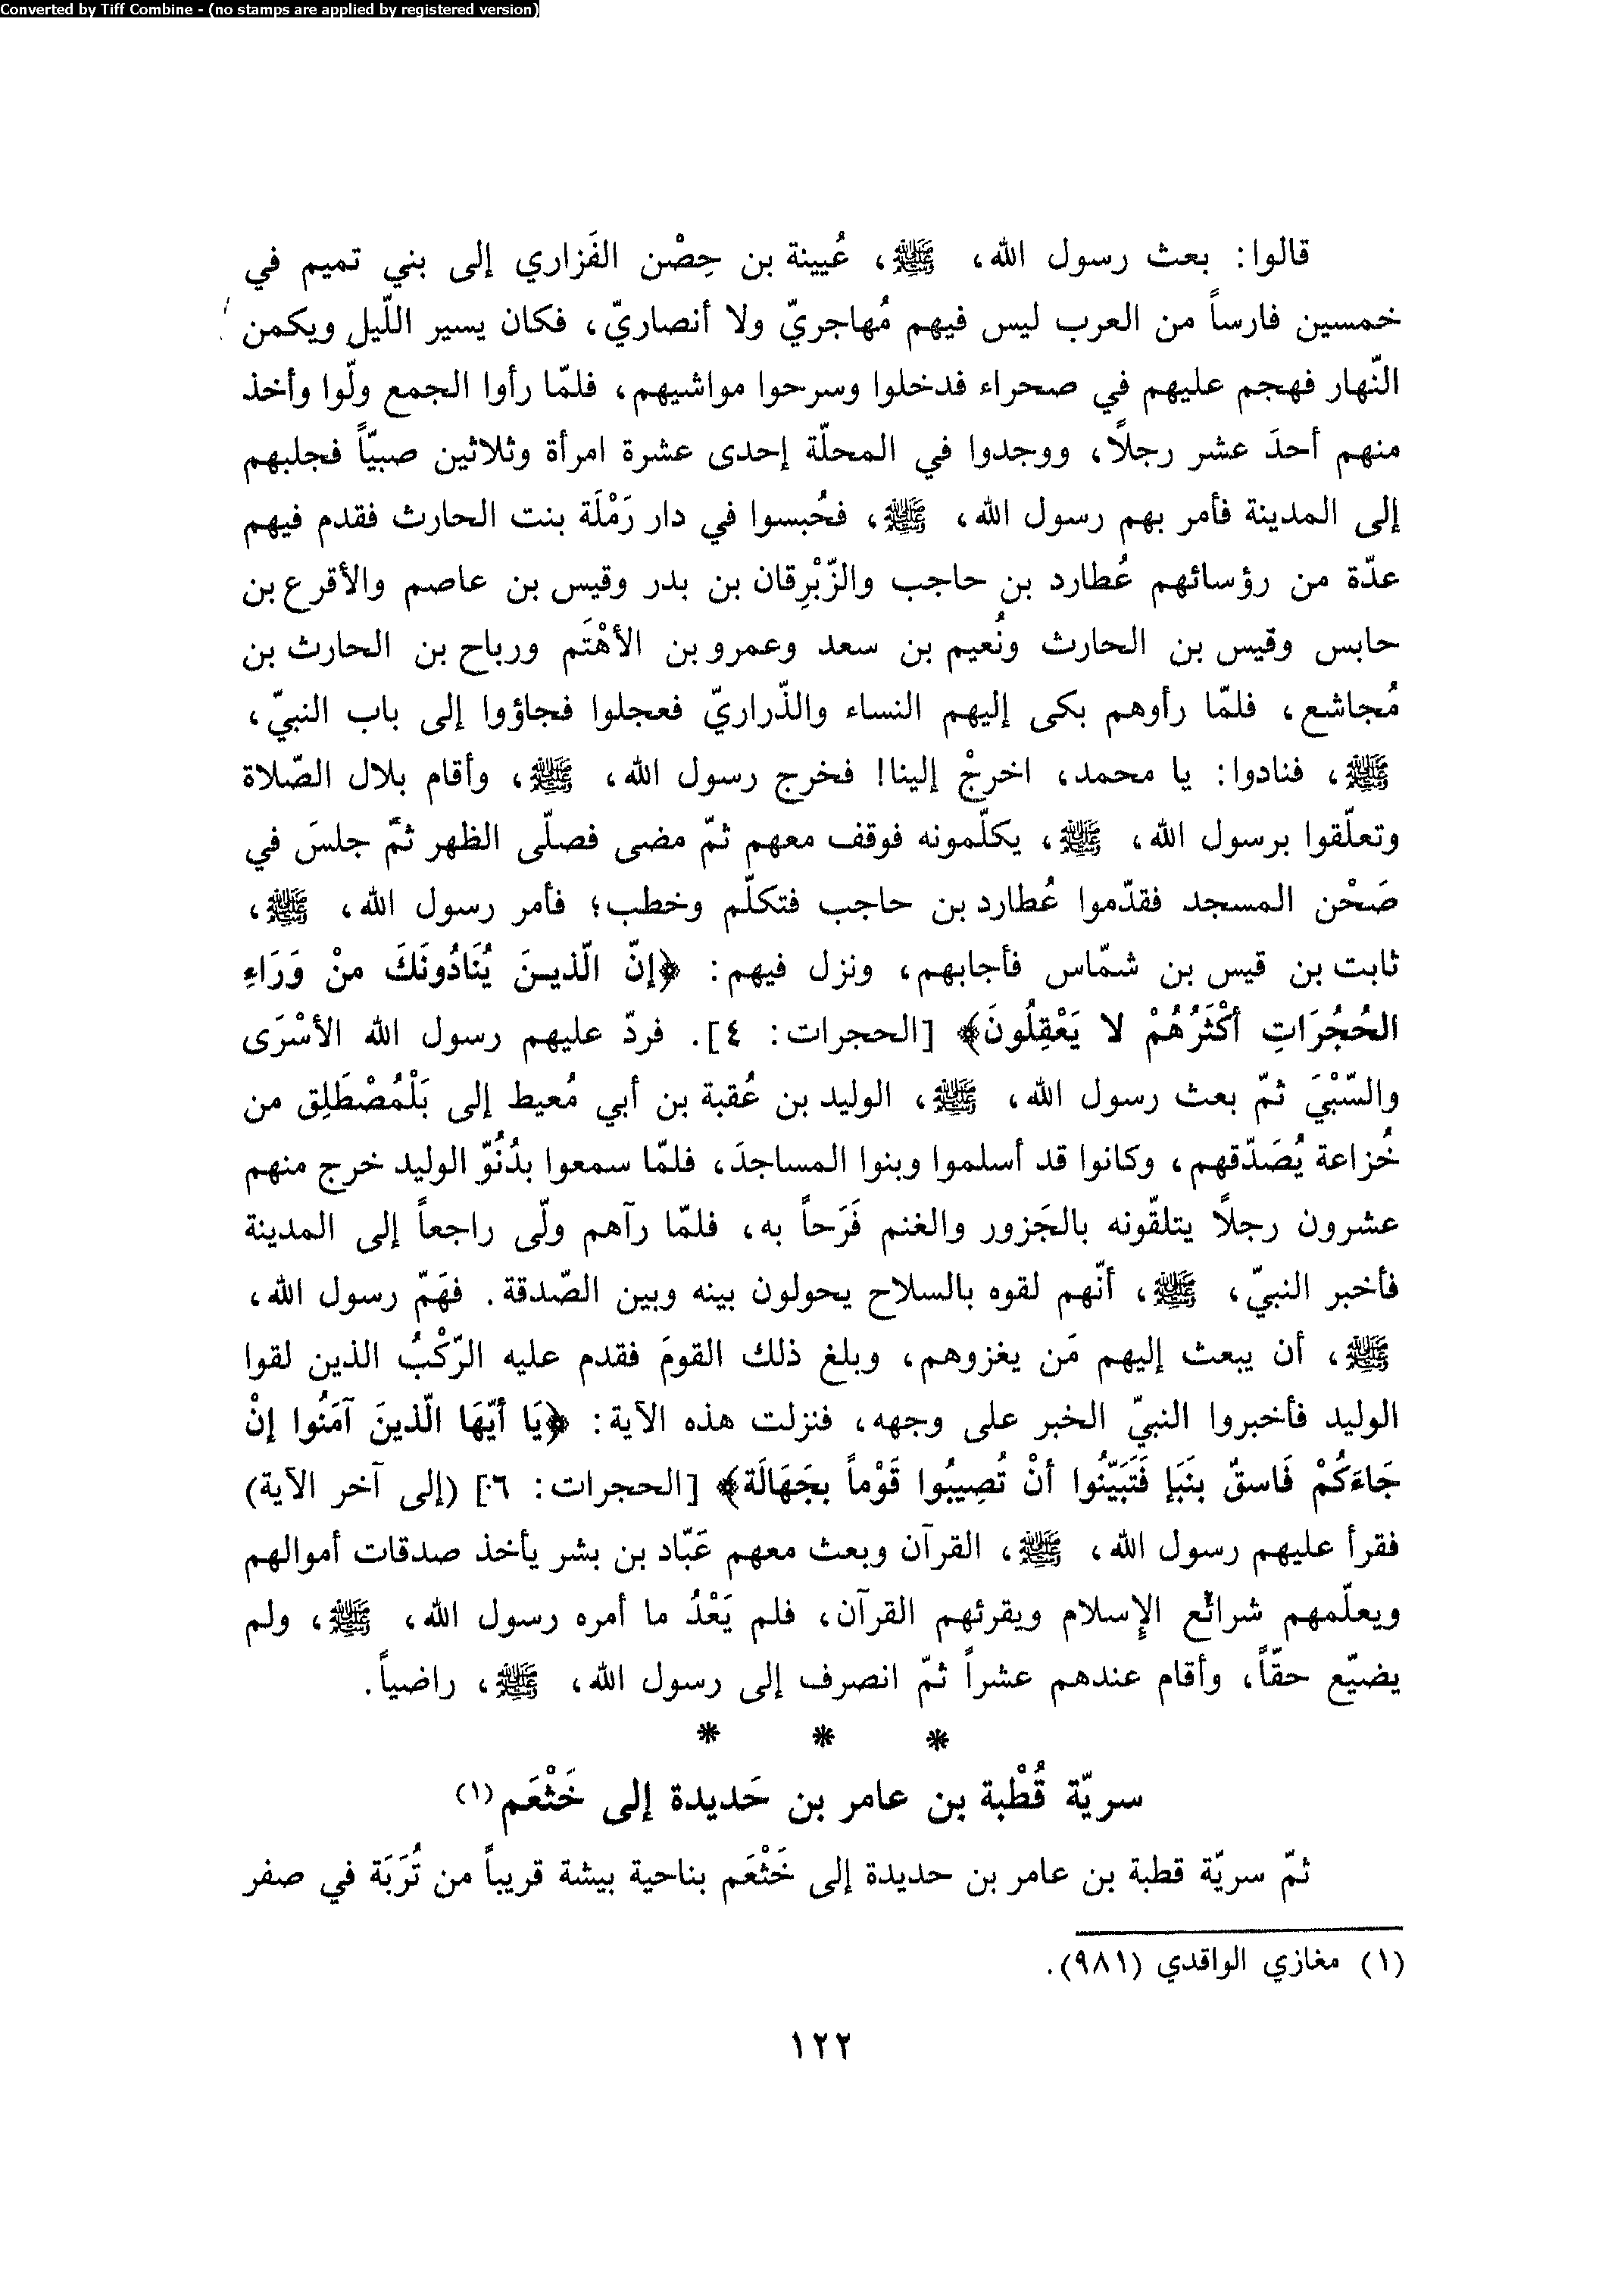 Converted by Tiff Combine - (no stamps are applied by registered version)
قالوا: بعث رسول الله، ﷺ، عُيينة بن حِصْن الفَزاري إلى بني تميم في
خمسين فارساً من العرب ليس فيهم مُهاجريّ ولا أنصاريّ، فكان يسير اللّيل ويكمن
النّهار فهجم عليهم في صحراء فدخلوا وسرحوا مواشيهم، فلمّا رأوا الجمع ولّوا وأخذ
منهم أحدَ عشر رجلاً، ووجدوا في المحلّة إحدى عشرة امرأة وثلاثين صبيّاً فجلبهم
إلى المدينة فأمر بهم رسول الله، ﷺ، فحُبسوا في دار رَمْلَة بنت الحارث فقدم فيهم
عدّة من رؤسائهم عُطارد بن حاجب والزّبْرِقان بن بدر وقيس بن عاصم والأقرع بن
حابس وقيس بن الحارث ونُعيم بن سعد وعمرو بن الأهْتَم ورباح بن الحارث بن
مُجاشع، فلمّا رأوهم بكى إليهم النساء والذّراريّ فعجلوا فجاؤوا إلى باب النبيّ،
ﷺ، فنادوا: يا محمد، اخرجْ إلينا! فخرج رسول الله، ﷺ، وأقام بلال الصّلاة
وتعلّقوا برسول الله، ﷺ، يكلّمونه فوقف معهم ثمّ مضى فصلّى الظهر ثمّ جلسَ في
صَحْن المسجد فقدّموا عُطارد بن حاجب فتكلّم وخطب؛ فأمر رسول الله، ﷺ،
ثابت بن قيس بن شمّاس فأجابهم، ونزل فيهم: ﴿إنّ الّذيـنَ يُنَادُونَكَ منْ وَرَاءِ
الحُجُرَاتِ أكْثَرُهُمْ لا يَعْقِلُونَ﴾ [الحجرات: ٤]. فردّ عليهم رسول الله الأسْرَى
والسّبْيَ ثمّ بعث رسول الله، ﷺ، الوليد بن عُقبة بن أبي مُعيط إلى بَلْمُصْطَلِق من
خُزاعة يُصَدّقهم، وكانوا قد أسلموا وبنوا المساجدَ، فلمّا سمعوا بدُنُوّ الوليد خرج منهم
عشرون رجلاً يتلقّونه بالجَزور والغنم فَرَحاً به، فلمّا رآهم ولّى راجعاً إلى المدينة
فأخبر النبيّ، ﷺ، أنّهم لقوه بالسلاح يحولون بينه وبين الصّدقة. فهَمّ رسول الله،
ﷺ، أن يبعث إليهم مَن يغزوهم، وبلغ ذلك القومَ فقدم عليه الرّكْبُ الذين لقوا
الوليد فأخبروا النبيّ الخبر على وجهه، فنزلت هذه الآية: ﴿يَا أيّهَا الّذينَ آمَنُوا إنْ
جَاءَكُمْ فَاسقٌ بنَبَإ فَتَبَيّنُوا أنْ تُصِيبُوا قَوْماً بجَهَالَة﴾ [الحجرات: ٠٦] (إلى آخر الآية)
فقرأ عليهم رسول الله، ﷺ، القرآن وبعث معهم عَبّاد بن بشر يأخذ صدقات أموالهم
ويعلّمهم شرائع الإسلام ويقرئهم القرآن، فلم يَعْدُ ما أمره رسول الله، ﷺ، ولم
يضيّع حقّاً، وأقام عندهم عشراً ثمّ انصرف إلى رسول الله، ﷺ، راضياً.
* * *
سريّة قُطْبة بن عامر بن حَديدة إلى خَثْعَم (١)
ثمّ سريّة قطبة بن عامر بن حديدة إلى خَثْعَم بناحية بيشة قريباً من تُرَبَة في صفر
(١) مغازي الواقدي (٩٨١).
١٢٢